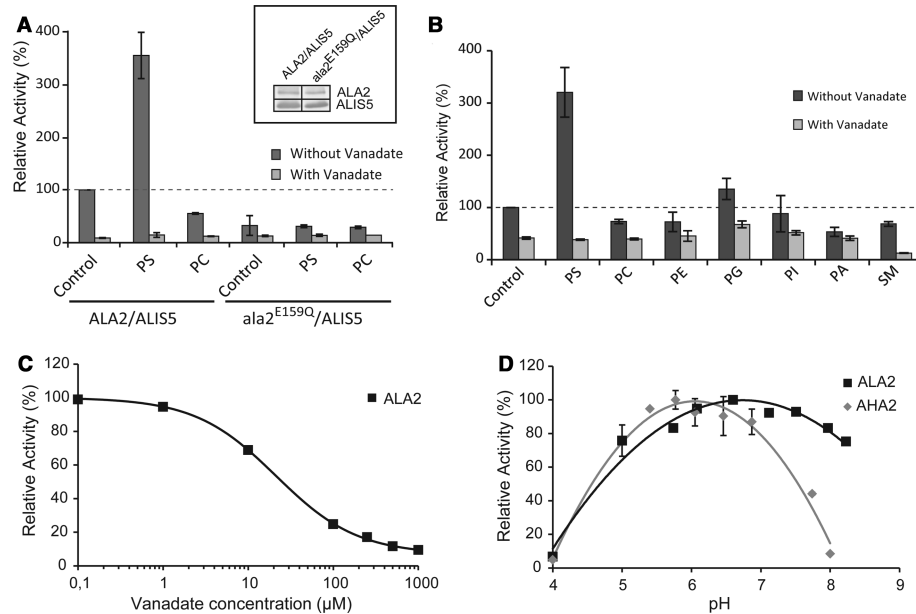 A
Relative Activity (%)
400
300
200
100
0
ALA2/ALIS5
ala2E159Q/ALIS5
ALA2
ALIS5
Without Vanadate
With Vanadate
Control
PS
PC
Control
PS
PC
ALA2/ALIS5
ala2E159Q/ALIS5
B
Relative Activity (%)
400
300
200
100
0
Without Vanadate
With Vanadate
Control
PS
PC
PE
PG
PI
PA
SM
C
Relative Activity (%)
120
100
80
60
40
20
0
ALA2
0,1
1
10
100
1000
Vanadate concentration (µM)
D
Relative Activity (%)
120
100
80
60
40
20
0
ALA2
AHA2
4
5
6
7
8
9
pH